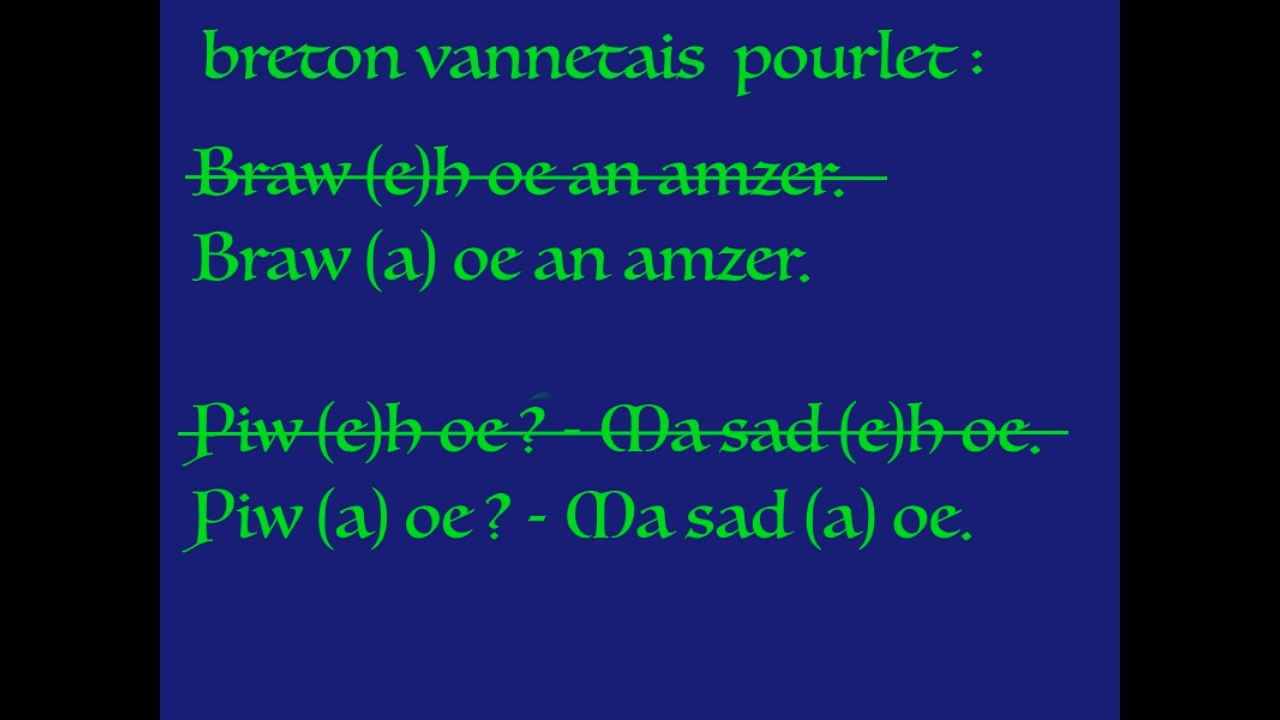 breton vannetais pourlet :
Braw (e)h oe an amzer.
Braw (a) oe an amzer.
Piw (e)h oe ? - Ma sad (e)h oe.
Piw (a) oe ? - Ma sad (a) oe.